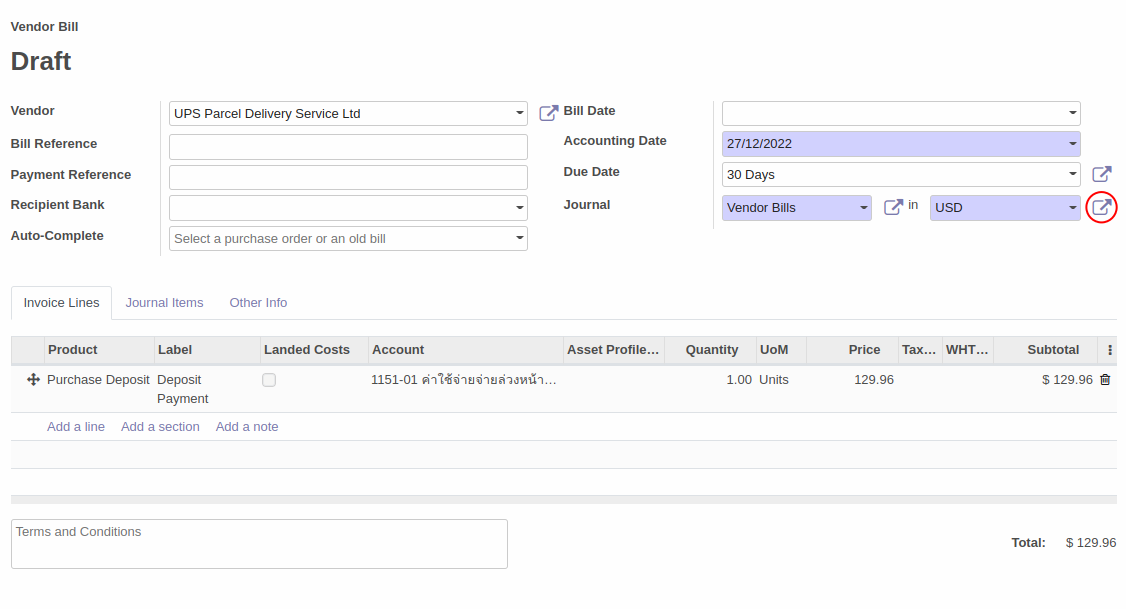 Vendor Bill
Draft
Vendor UPS Parcel Delivery Service Ltd Bill Date
Bill Reference Accounting Date 27/12/2022
Payment Reference Due Date 30 Days
Recipient Bank Journal Vendor Bills in USD
Auto-Complete Select a purchase order or an old bill
Invoice Lines Journal Items Other Info
Product Label Landed Costs Account Asset Profile… Quantity UoM Price Tax… WHT… Subtotal
Purchase Deposit Deposit 1151-01 ค่าใช้จ่ายจ่ายล่วงหน้า… 1.00 Units 129.96 $ 129.96
Payment
Add a line Add a section Add a note
Terms and Conditions
Total: $ 129.96